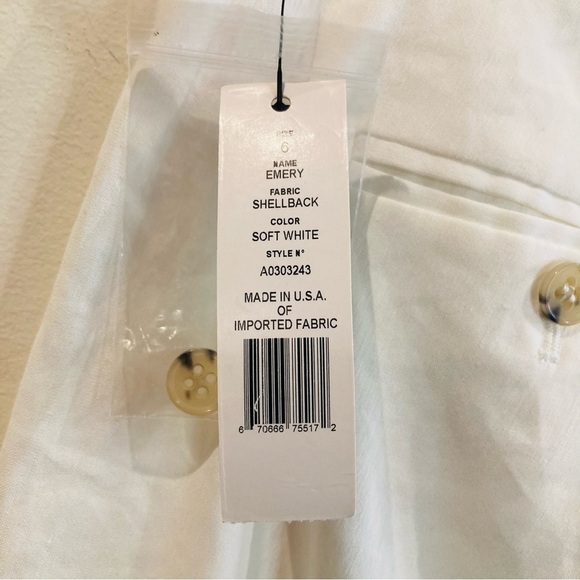 6
NAME
EMERY
FABRIC
SHELLBACK
COLOR
SOFT WHITE
STYLE N°
A0303243
MADE IN U.S.A.
OF
IMPORTED FABRIC
6 70666 75517 2